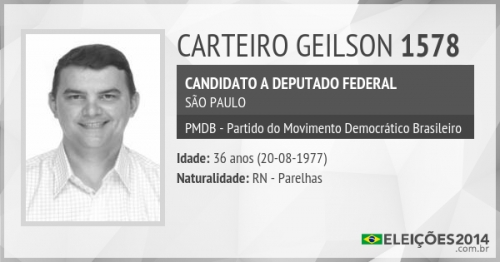 CARTEIRO GEILSON 1578
CANDIDATO A DEPUTADO FEDERAL
SÃO PAULO
PMDB - Partido do Movimento Democrático Brasileiro
Idade: 36 anos (20-08-1977)
Naturalidade: RN - Parelhas
ELEIÇÕES2014
.com.br